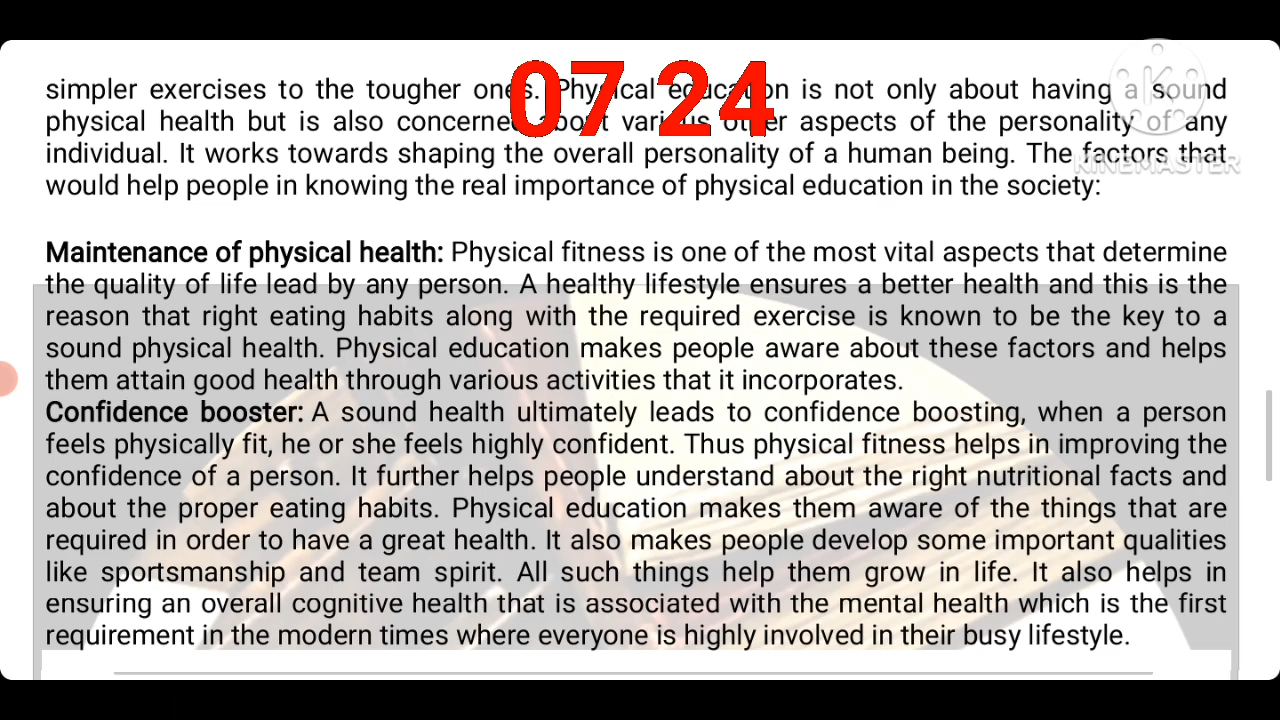 07 24
simpler exercises to the tougher ones. Physical education is not only about having a sound
physical health but is also concerned about various other aspects of the personality of any
individual. It works towards shaping the overall personality of a human being. The factors that
would help people in knowing the real importance of physical education in the society:
KINEMASTER
Maintenance of physical health: Physical fitness is one of the most vital aspects that determine
the quality of life lead by any person. A healthy lifestyle ensures a better health and this is the
reason that right eating habits along with the required exercise is known to be the key to a
sound physical health. Physical education makes people aware about these factors and helps
them attain good health through various activities that it incorporates.
Confidence booster: A sound health ultimately leads to confidence boosting, when a person
feels physically fit, he or she feels highly confident. Thus physical fitness helps in improving the
confidence of a person. It further helps people understand about the right nutritional facts and
about the proper eating habits. Physical education makes them aware of the things that are
required in order to have a great health. It also makes people develop some important qualities
like sportsmanship and team spirit. All such things help them grow in life. It also helps in
ensuring an overall cognitive health that is associated with the mental health which is the first
requirement in the modern times where everyone is highly involved in their busy lifestyle.